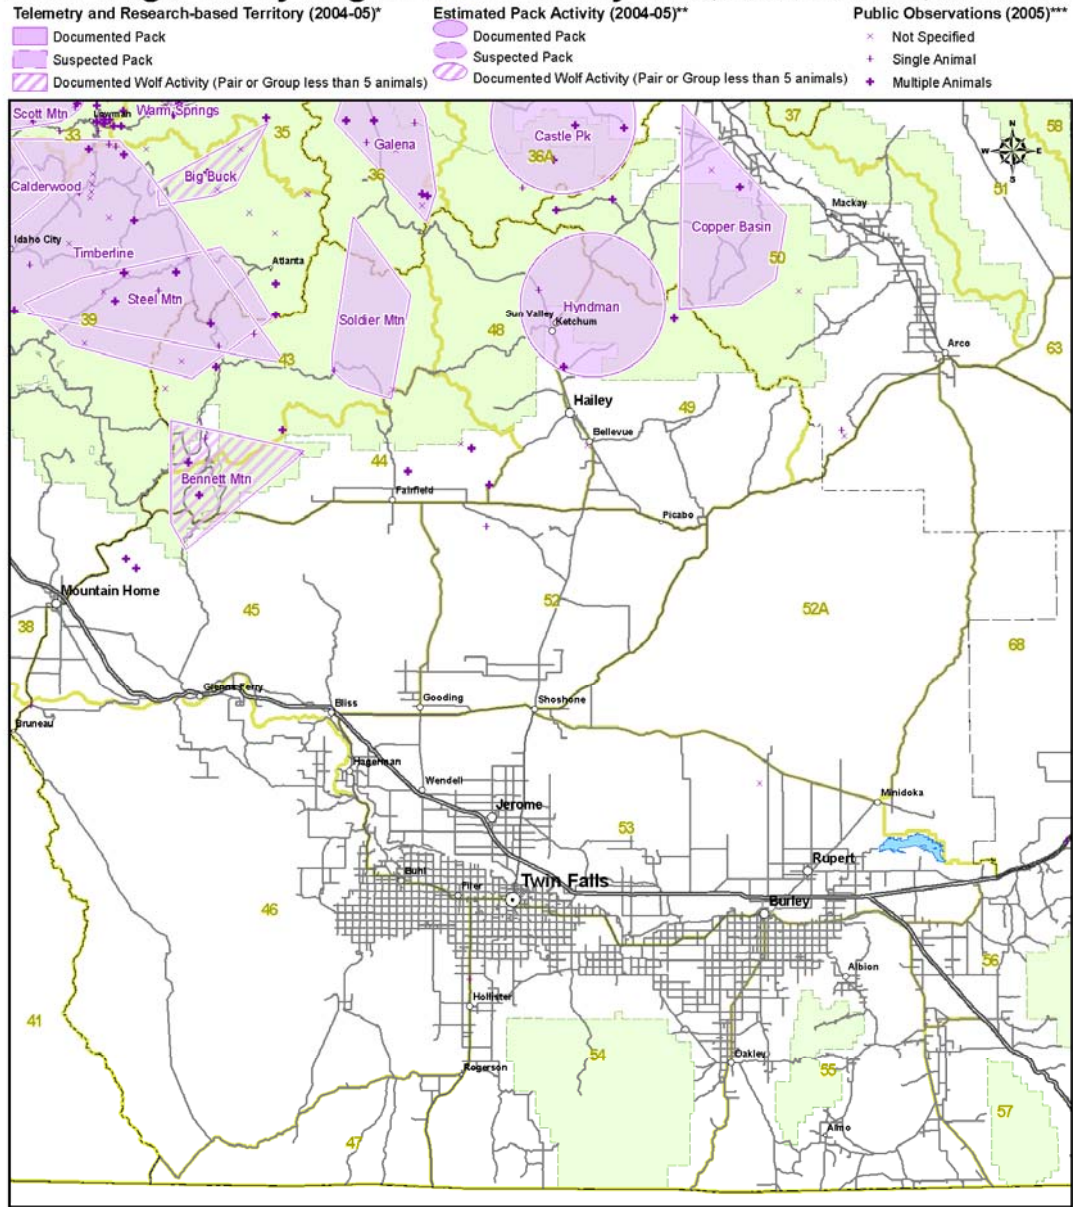 Telemetry and Research-based Territory (2004-05)*
Documented Pack
Suspected Pack
Documented Wolf Activity (Pair or Group less than 5 animals)
Estimated Pack Activity (2004-05)**
Documented Pack
Suspected Pack
Documented Wolf Activity (Pair or Group less than 5 animals)
Public Observations (2005)***
Not Specified
Single Animal
Multiple Animals
Scott Mtn
Lowman
Warm Springs
33
35
Galena
36
Castle Pk
36A
37
58
N
W
E
S
51
Calderwood
Big Buck
Mackay
Idaho City
Timberline
Atlanta
Copper Basin
50
Steel Mtn
39
43
Soldier Mtn
48
Sun Valley
Hyndman
Ketchum
Arco
63
Hailey
49
Bellevue
44
Bennett Mtn
Fairfield
Picabo
Mountain Home
38
45
52
52A
68
Glenns Ferry
Bliss
Gooding
Shoshone
Bruneau
Hagerman
Wendell
Jerome
Minidoka
53
Rupert
Buhl
Filer
Twin Falls
Burley
46
56
Albion
41
Hollister
54
Oakley
55
Rogerson
57
47
Almo